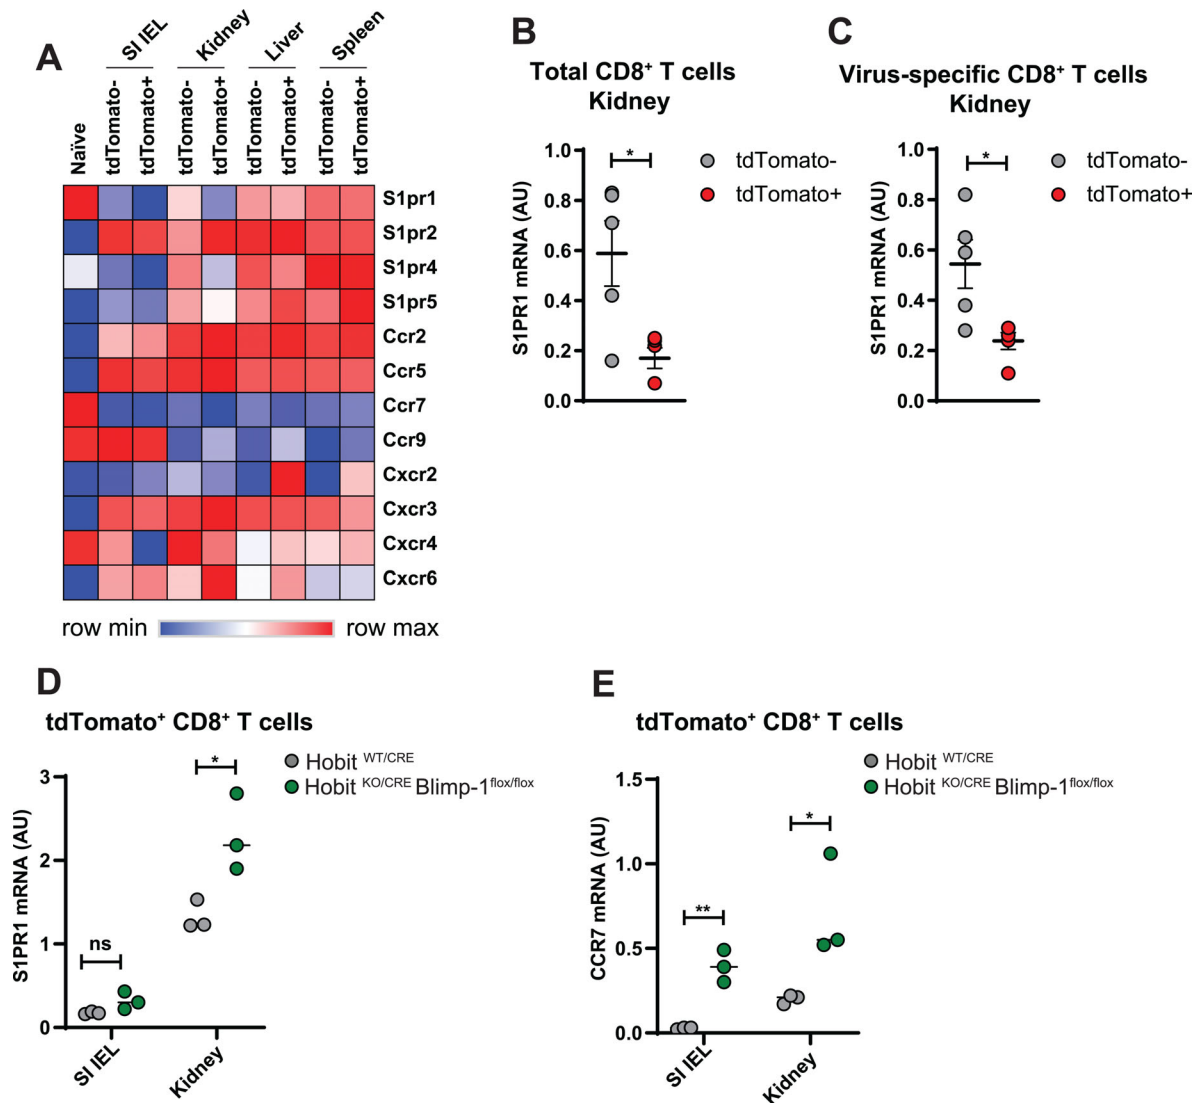 A
SI IEL
Kidney
Liver
Spleen
Naïve
tdTomato-
tdTomato+
tdTomato-
tdTomato+
tdTomato-
tdTomato+
tdTomato-
tdTomato+
S1pr1
S1pr2
S1pr4
S1pr5
Ccr2
Ccr5
Ccr7
Ccr9
Cxcr2
Cxcr3
Cxcr4
Cxcr6
row min
row max
B
Total CD8⁺ T cells
Kidney
S1PR1 mRNA (AU)
1.0
0.8
0.6
0.4
0.2
0.0
*
tdTomato-
tdTomato+
C
Virus-specific CD8⁺ T cells
Kidney
S1PR1 mRNA (AU)
1.0
0.8
0.6
0.4
0.2
0.0
*
tdTomato-
tdTomato+
D
tdTomato⁺ CD8⁺ T cells
Hobit WT/CRE
Hobit KO/CRE Blimp-1flox/flox
S1PR1 mRNA (AU)
3
2
1
0
ns
*
SI IEL
Kidney
E
tdTomato⁺ CD8⁺ T cells
Hobit WT/CRE
Hobit KO/CRE Blimp-1flox/flox
CCR7 mRNA (AU)
1.5
1.0
0.5
0.0
**
*
SI IEL
Kidney